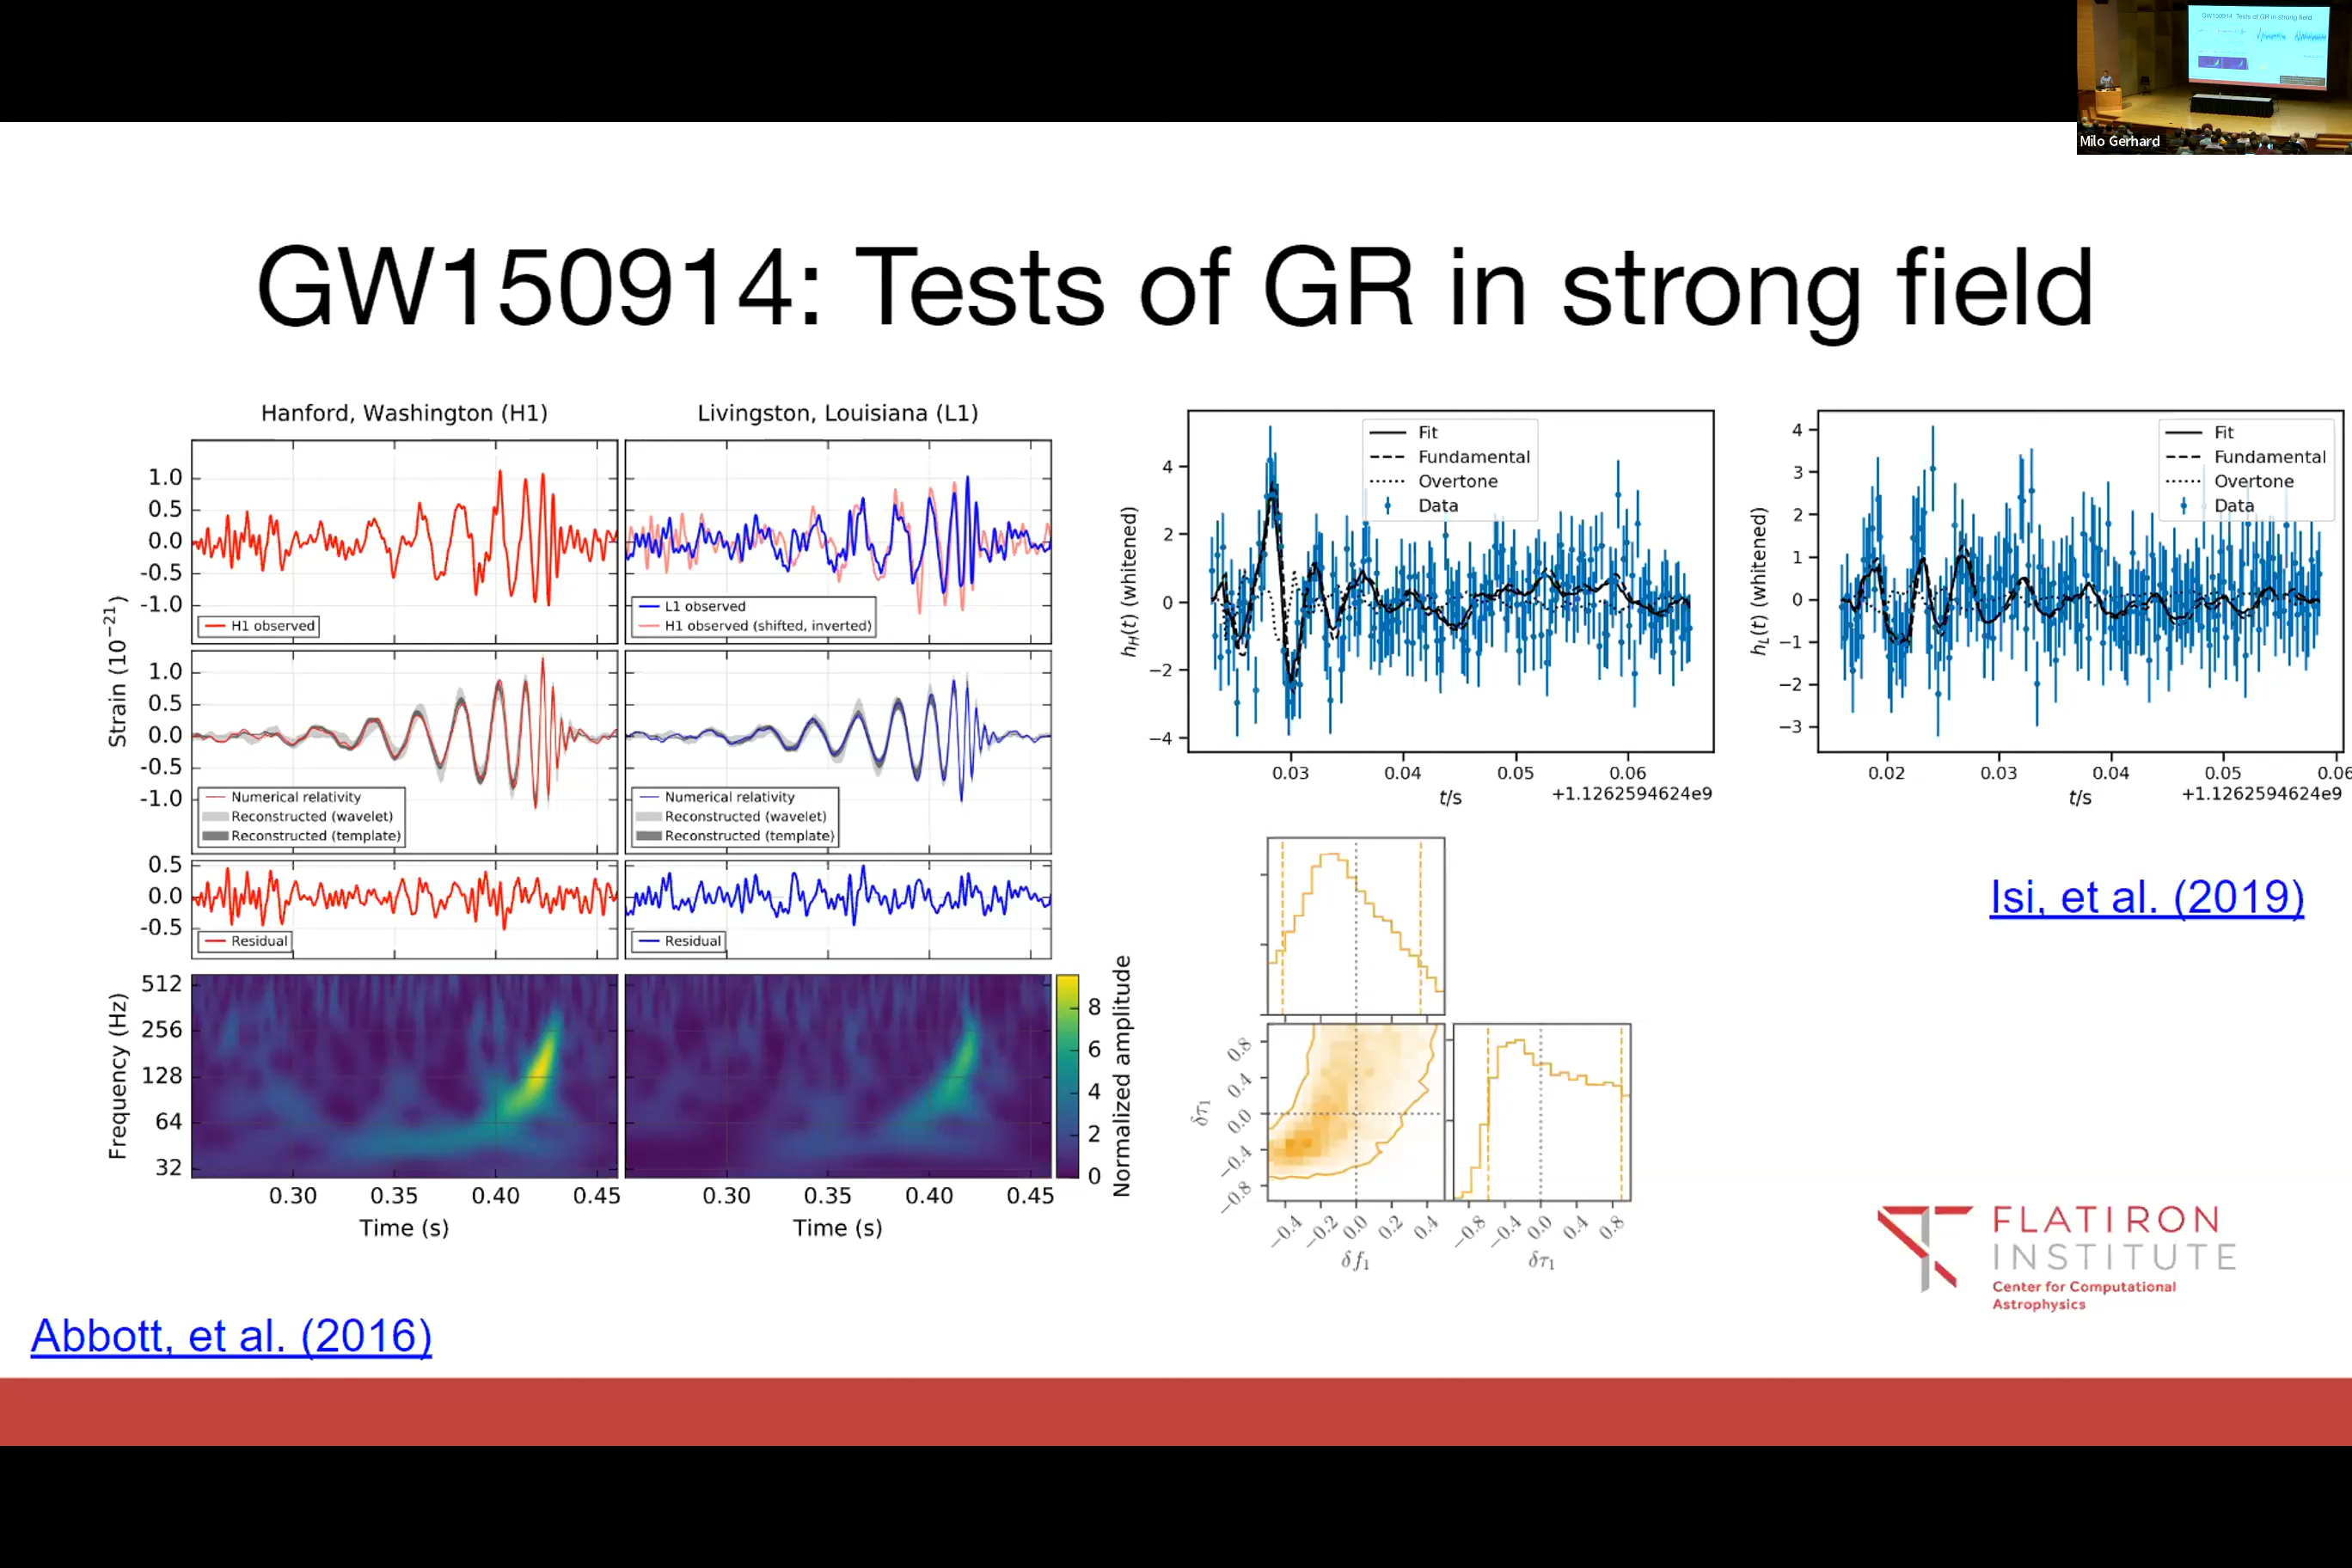 Milo Gerhard
GW150914: Tests of GR in strong field
Hanford, Washington (H1)
Livingston, Louisiana (L1)
Strain (10⁻²¹)
1.0
0.5
0.0
-0.5
-1.0
H1 observed
L1 observed
H1 observed (shifted, inverted)
1.0
0.5
0.0
-0.5
-1.0
Numerical relativity
Reconstructed (wavelet)
Reconstructed (template)
Numerical relativity
Reconstructed (wavelet)
Reconstructed (template)
0.5
0.0
-0.5
Residual
Residual
Frequency (Hz)
512
256
128
64
32
0.30 0.35 0.40 0.45
Time (s)
0.30 0.35 0.40 0.45
Time (s)
8
6
4
2
0
Normalized amplitude
Abbott, et al. (2016)
Fit
Fundamental
Overtone
Data
h_H(t) (whitened)
4
2
0
−2
−4
0.03 0.04 0.05 0.06
t/s
+1.1262594624e9
Fit
Fundamental
Overtone
Data
h_L(t) (whitened)
4
3
2
1
0
−1
−2
−3
0.02 0.03 0.04 0.05 0.06
t/s
+1.1262594624e9
Isi, et al. (2019)
δτ₁
0.8
0.4
0.0
−0.4
−0.8
−0.4 −0.2 0.0 0.2 0.4
δf₁
−0.8 −0.4 0.0 0.4 0.8
δτ₁
FLATIRON
INSTITUTE
Center for Computational
Astrophysics